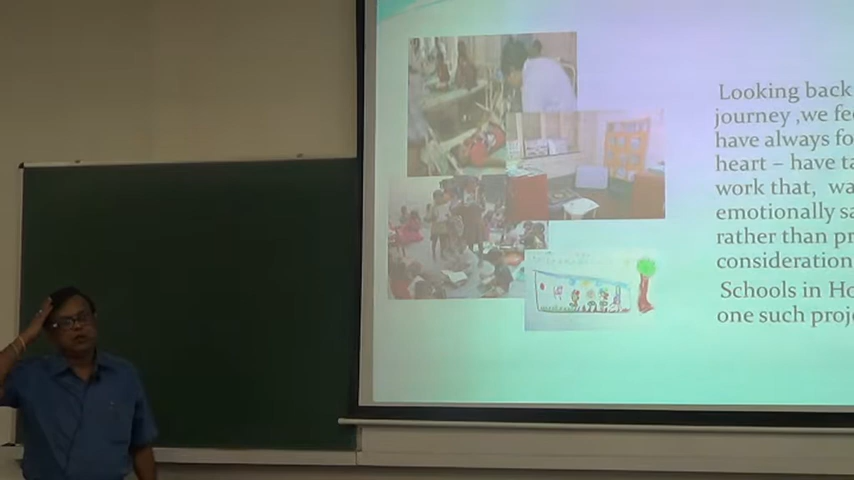 Looking back
journey ,we fe
have always fo
heart – have ta
work that, wa
emotionally sa
rather than pr
consideration
Schools in Ho
one such proj